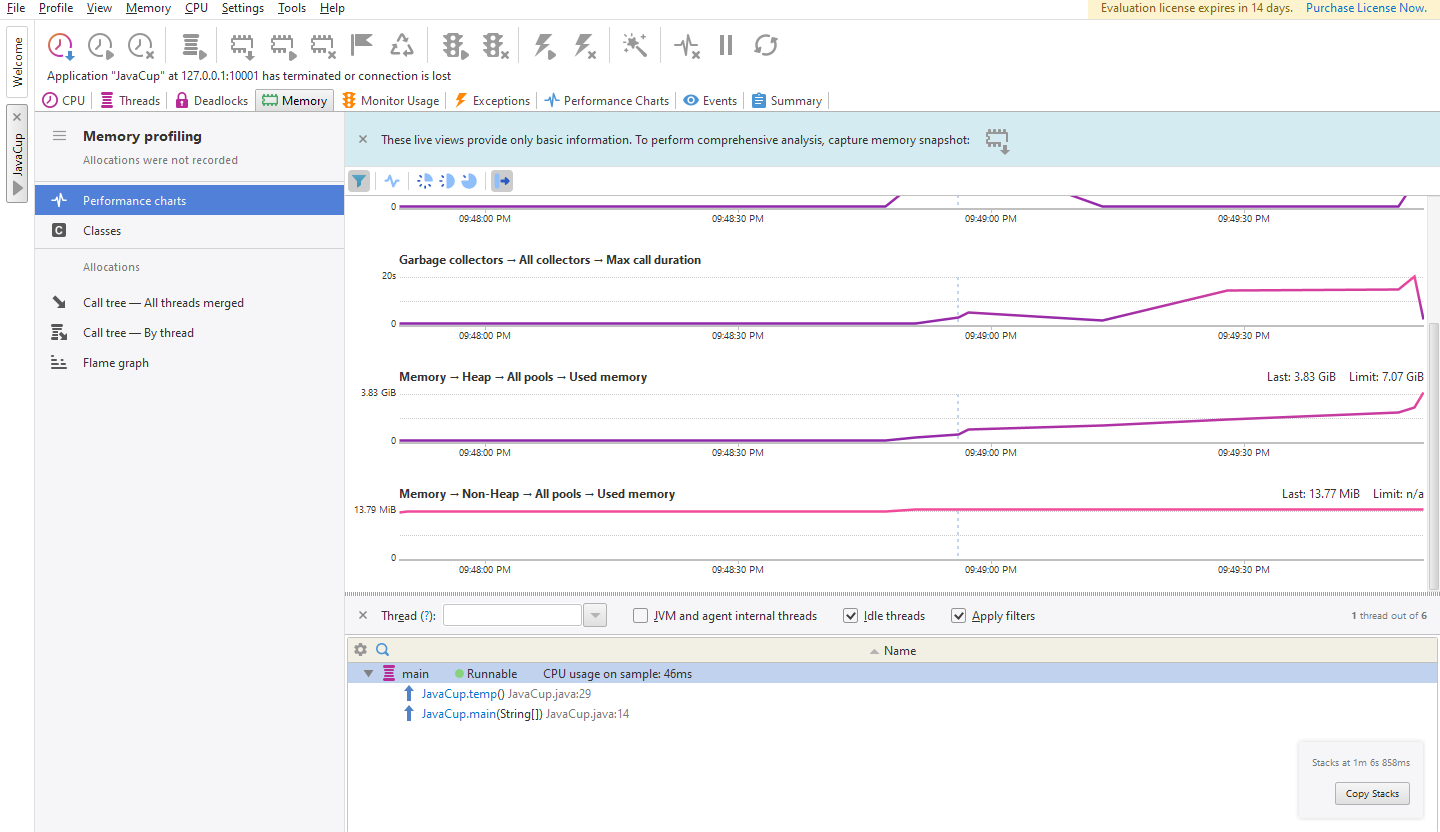 File Profile View Memory CPU Settings Tools Help
Evaluation license expires in 14 days. Purchase License Now.
Welcome
JavaCup
Application "JavaCup" at 127.0.0.1:10001 has terminated or connection is lost
CPU Threads Deadlocks Memory Monitor Usage Exceptions Performance Charts Events Summary
Memory profiling
Allocations were not recorded
Performance charts
C Classes
Allocations
Call tree — All threads merged
Call tree — By thread
Flame graph
These live views provide only basic information. To perform comprehensive analysis, capture memory snapshot:
0
09:48:00 PM 09:48:30 PM 09:49:00 PM 09:49:30 PM
Garbage collectors → All collectors → Max call duration
20s
0
09:48:00 PM 09:48:30 PM 09:49:00 PM 09:49:30 PM
Memory → Heap → All pools → Used memory Last: 3.83 GiB Limit: 7.07 GiB
3.83 GiB
0
09:48:00 PM 09:48:30 PM 09:49:00 PM 09:49:30 PM
Memory → Non-Heap → All pools → Used memory Last: 13.77 MiB Limit: n/a
13.79 MiB
0
09:48:00 PM 09:48:30 PM 09:49:00 PM 09:49:30 PM
Thread (?): JVM and agent internal threads Idle threads Apply filters 1 thread out of 6
Name
main Runnable CPU usage on sample: 46ms
JavaCup.temp() JavaCup.java:29
JavaCup.main(String[]) JavaCup.java:14
Stacks at 1m 6s 858ms
Copy Stacks